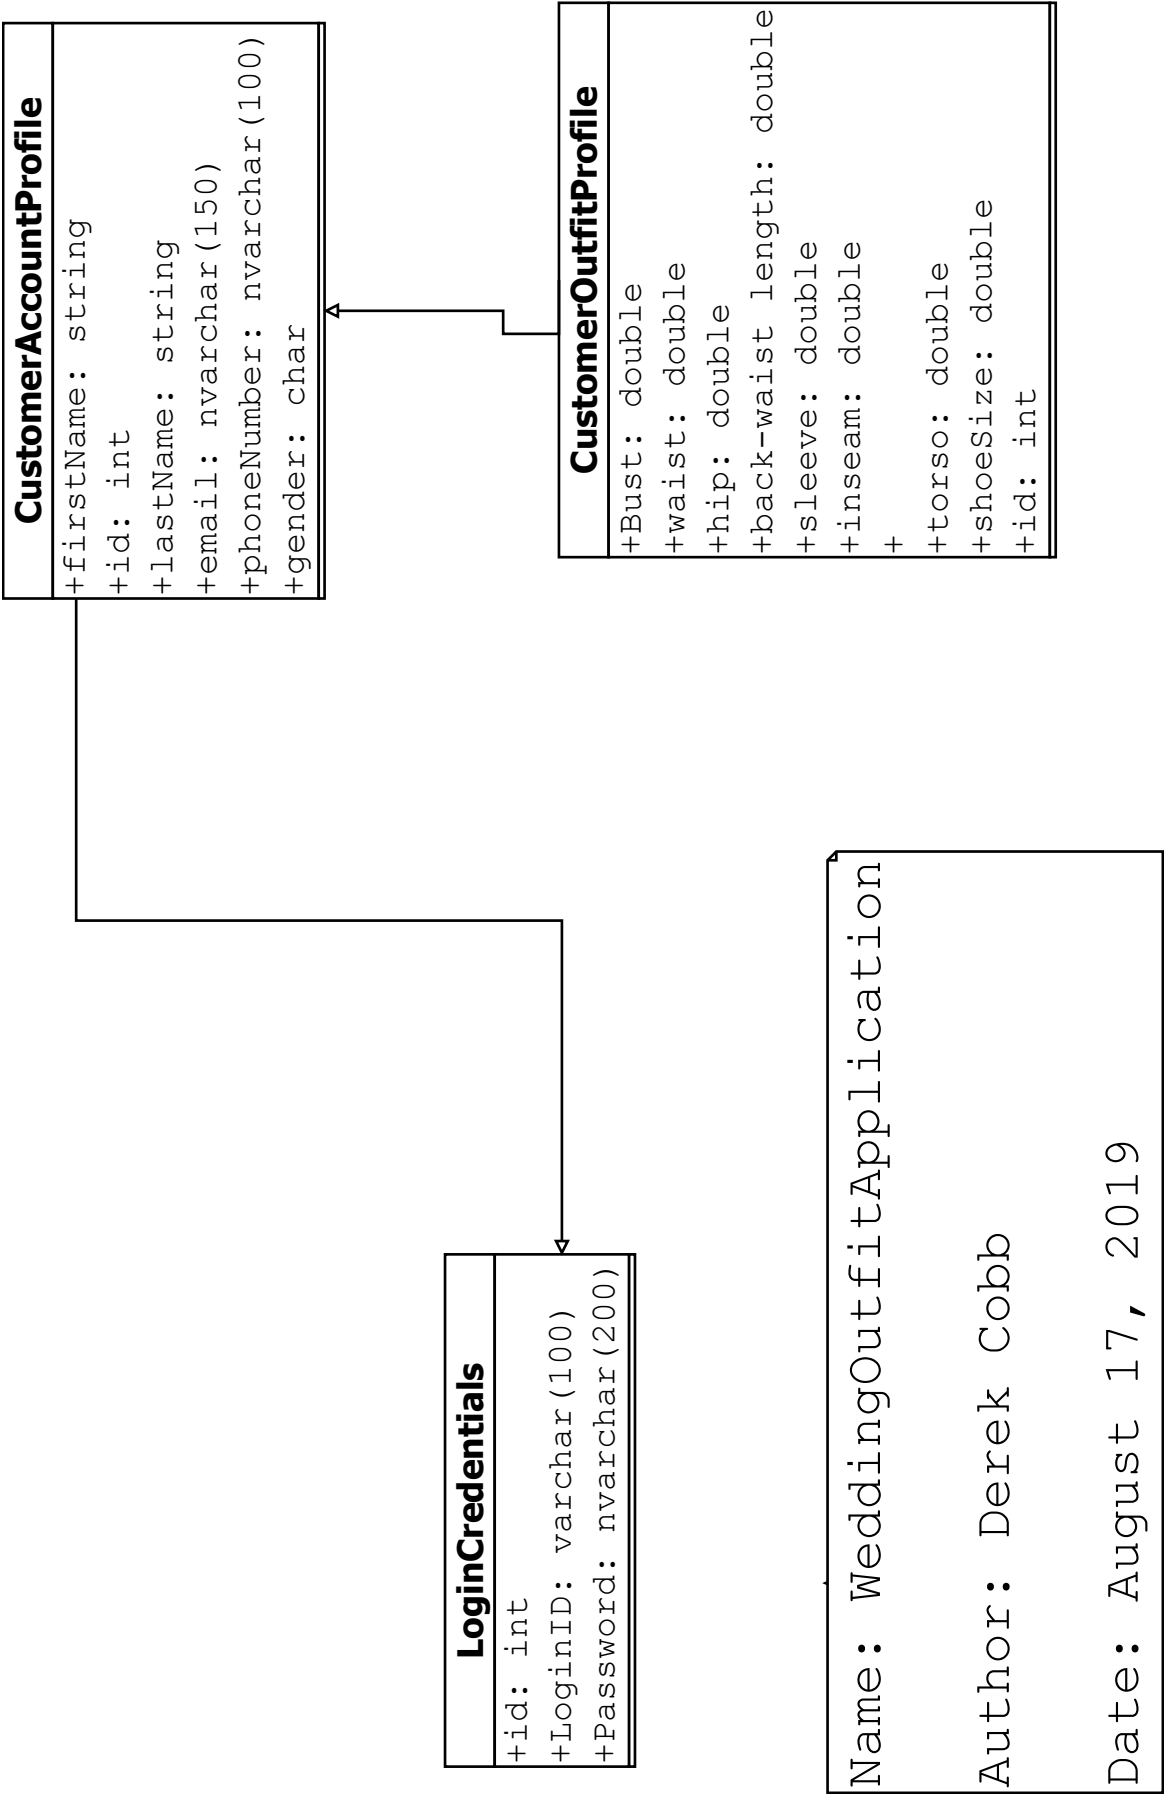 CustomerAccountProfile
+firstName: string
+id: int
+lastName: string
+email: nvarchar(150)
+phoneNumber: nvarchar(100)
+gender: char
LoginCredentials
+id: int
+LoginID: varchar(100)
+Password: nvarchar(200)
CustomerOutfitProfile
+Bust: double
+waist: double
+hip: double
+back-waist length: double
+sleeve: double
+inseam: double
+
+torso: double
+shoeSize: double
+id: int
Name: WeddingOutfitApplication
Author: Derek Cobb
Date: August 17, 2019